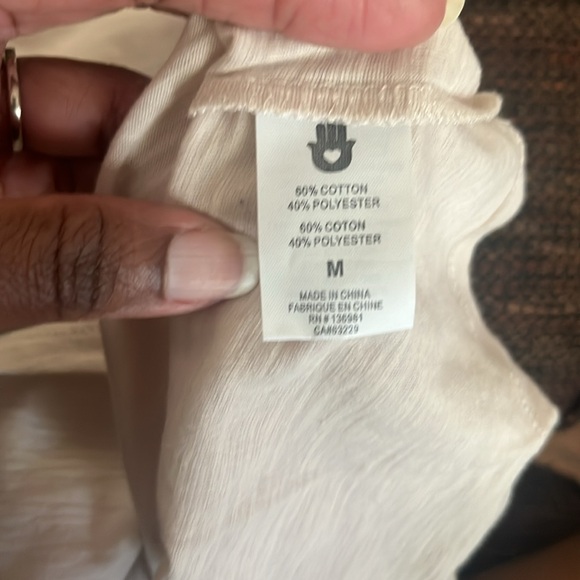 60% COTTON
40% POLYESTER
60% COTON
40% POLYESTER
M
MADE IN CHINA
FABRIQUE EN CHINE
RN # 136981
CA#63229